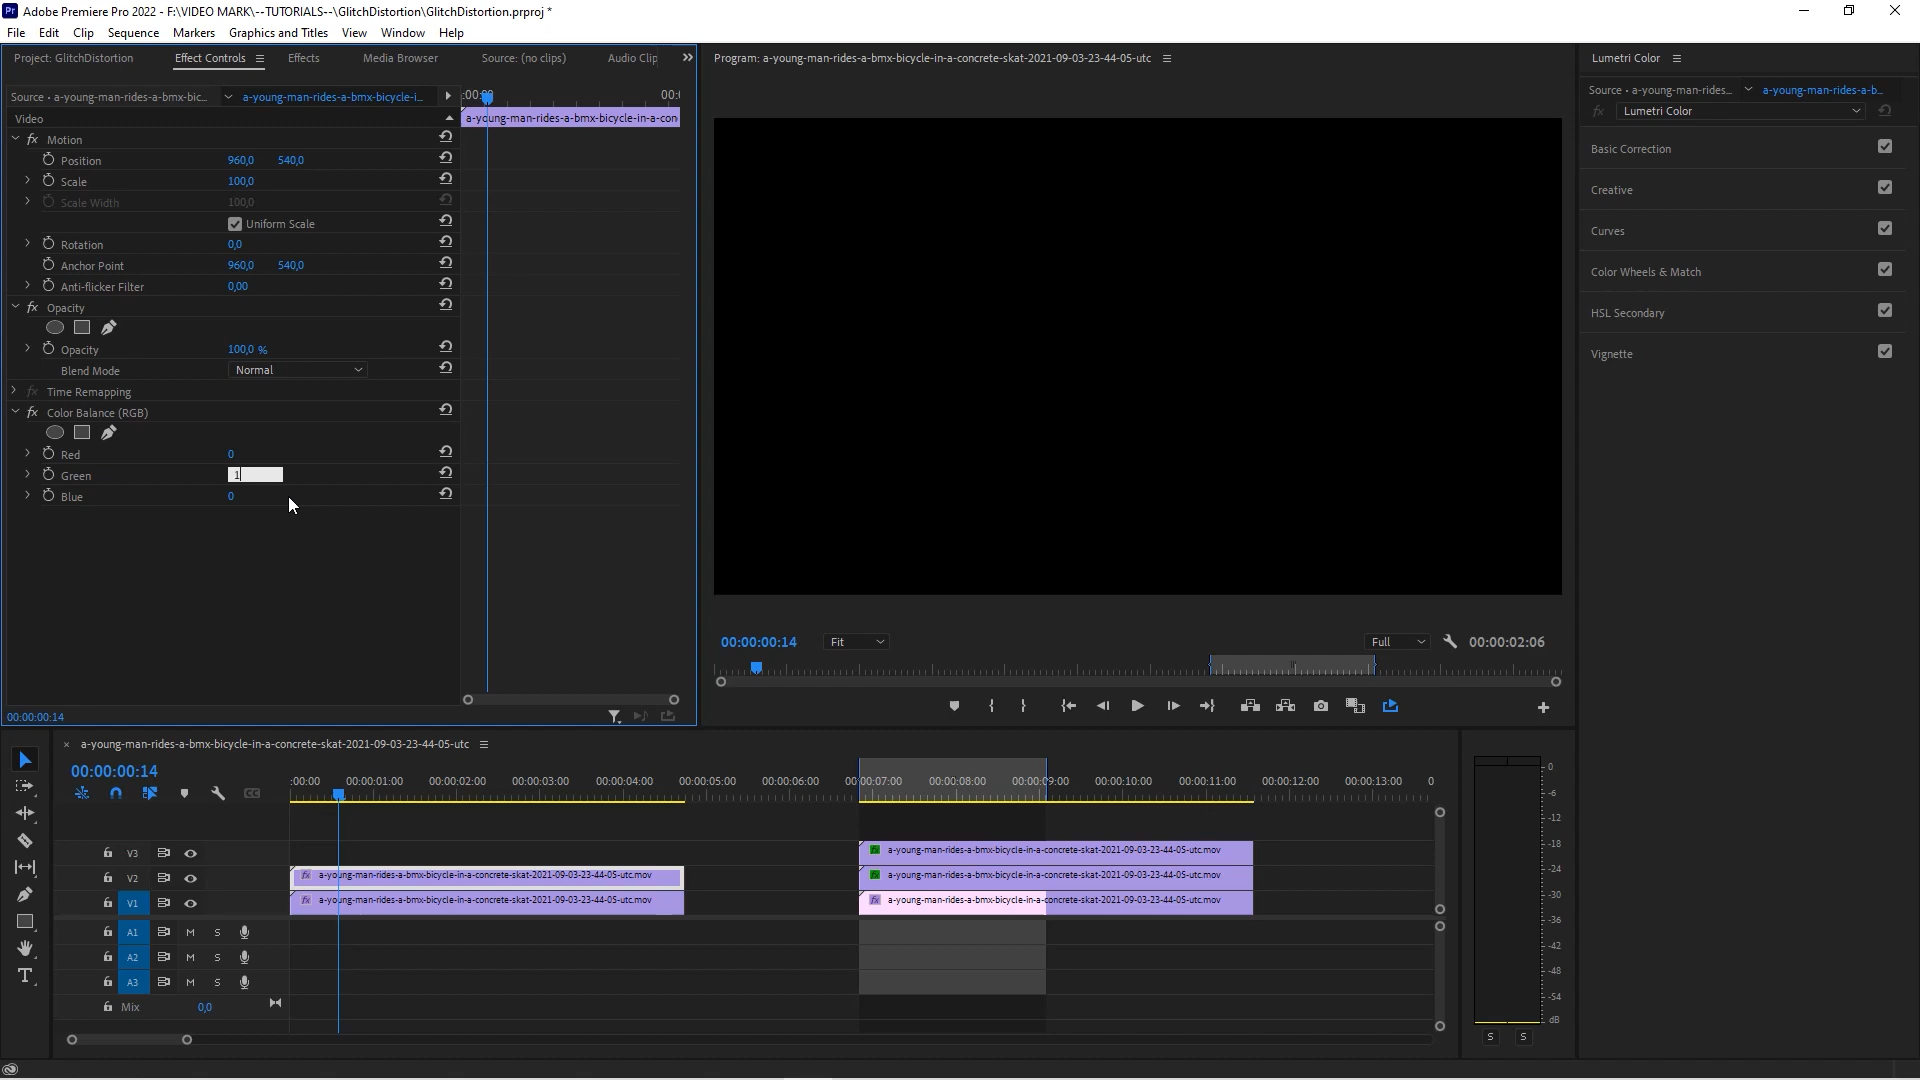 Adobe Premiere Pro 2022 - F:\VIDEO MARK\--TUTORIALS--\GlitchDistortion\GlitchDistortion.prproj *
File Edit Clip Sequence Markers Graphics and Titles View Window Help
Project: GlitchDistortion Effect Controls Effects Media Browser Source: (no clips) Audio Clip
Source • a-young-man-rides-a-bmx-bic... a-young-man-rides-a-bmx-bicycle-i... :00:00 00:(
Video a-young-man-rides-a-bmx-bicycle-in-a-con
fx Motion
Position 960,0 540,0
Scale 100,0
Scale Width 100,0
Uniform Scale
Rotation 0,0
Anchor Point 960,0 540,0
Anti-flicker Filter 0,00
fx Opacity
Opacity 100,0 %
Blend Mode Normal
fx Time Remapping
fx Color Balance (RGB)
Red 0
Green 1
Blue 0
00:00:00:14
Program: a-young-man-rides-a-bmx-bicycle-in-a-concrete-skat-2021-09-03-23-44-05-utc
00:00:00:14 Fit Full 00:00:02:06
Lumetri Color
Source • a-young-man-rides... a-young-man-rides-a-b...
fx Lumetri Color
Basic Correction
Creative
Curves
Color Wheels & Match
HSL Secondary
Vignette
× a-young-man-rides-a-bmx-bicycle-in-a-concrete-skat-2021-09-03-23-44-05-utc
00:00:00:14
:00:00 00:00:01:00 00:00:02:00 00:00:03:00 00:00:04:00 00:00:05:00 00:00:06:00 00:00:07:00 00:00:08:00 00:00:09:00 00:00:10:00 00:00:11:00 00:00:12:00 00:00:13:00 0
V3 fx a-young-man-rides-a-bmx-bicycle-in-a-concrete-skat-2021-09-03-23-44-05-utc.mov
V2 fx a-young-man-rides-a-bmx-bicycle-in-a-concrete-skat-2021-09-03-23-44-05-utc.mov fx a-young-man-rides-a-bmx-bicycle-in-a-concrete-skat-2021-09-03-23-44-05-utc.mov
V1 fx a-young-man-rides-a-bmx-bicycle-in-a-concrete-skat-2021-09-03-23-44-05-utc.mov fx a-young-man-rides-a-bmx-bicycle-in-a-concrete-skat-2021-09-03-23-44-05-utc.mov
A1 M S
A2 M S
A3 M S
Mix 0,0
0
-6
-12
-18
-24
-30
-36
-42
-48
-54
dB
S S